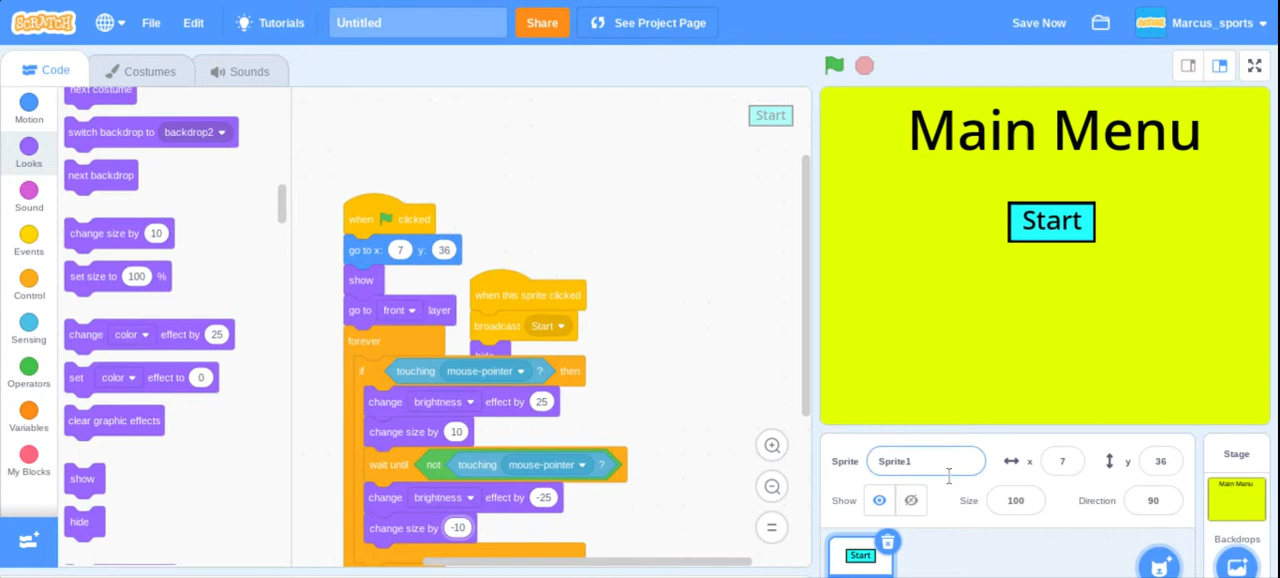 SCRATCH File Edit Tutorials Untitled Share See Project Page Save Now Marcus_sports
Code Costumes Sounds
Motion
Looks
Sound
Events
Control
Sensing
Operators
Variables
My Blocks
next costume
switch backdrop to backdrop2
next backdrop
change size by 10
set size to 100 %
change color effect by 25
set color effect to 0
clear graphic effects
show
hide
Start
when clicked
go to x: 7 y: 36
show
go to front layer
forever
if touching mouse-pointer ? then
change brightness effect by 25
change size by 10
wait until not touching mouse-pointer ?
change brightness effect by -25
change size by -10
when this sprite clicked
broadcast Start
hide
Main Menu
Start
Sprite Sprite1 x 7 y 36
Show Size 100 Direction 90
Start
Stage
Main Menu
Backdrops